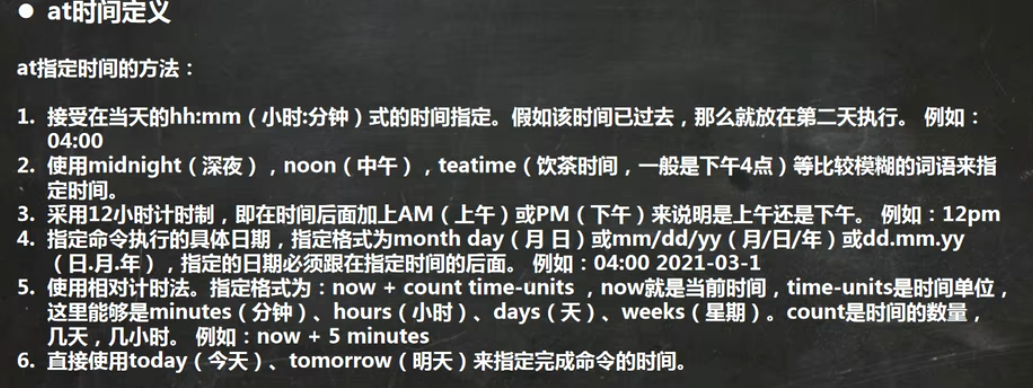 ● at时间定义
at指定时间的方法：
1. 接受在当天的hh:mm（小时:分钟）式的时间指定。假如该时间已过去，那么就放在第二天执行。 例如：
04:00
2. 使用midnight（深夜），noon（中午），teatime（饮茶时间，一般是下午4点）等比较模糊的词语来指
定时间。
3. 采用12小时计时制，即在时间后面加上AM（上午）或PM（下午）来说明是上午还是下午。 例如：12pm
4. 指定命令执行的具体日期，指定格式为month day（月 日）或mm/dd/yy（月/日/年）或dd.mm.yy
（日.月.年），指定的日期必须跟在指定时间的后面。 例如：04:00 2021-03-1
5. 使用相对计时法。指定格式为：now + count time-units ，now就是当前时间，time-units是时间单位，
这里能够是minutes（分钟）、hours（小时）、days（天）、weeks（星期）。count是时间的数量，
几天，几小时。 例如：now + 5 minutes
6. 直接使用today（今天）、tomorrow（明天）来指定完成命令的时间。